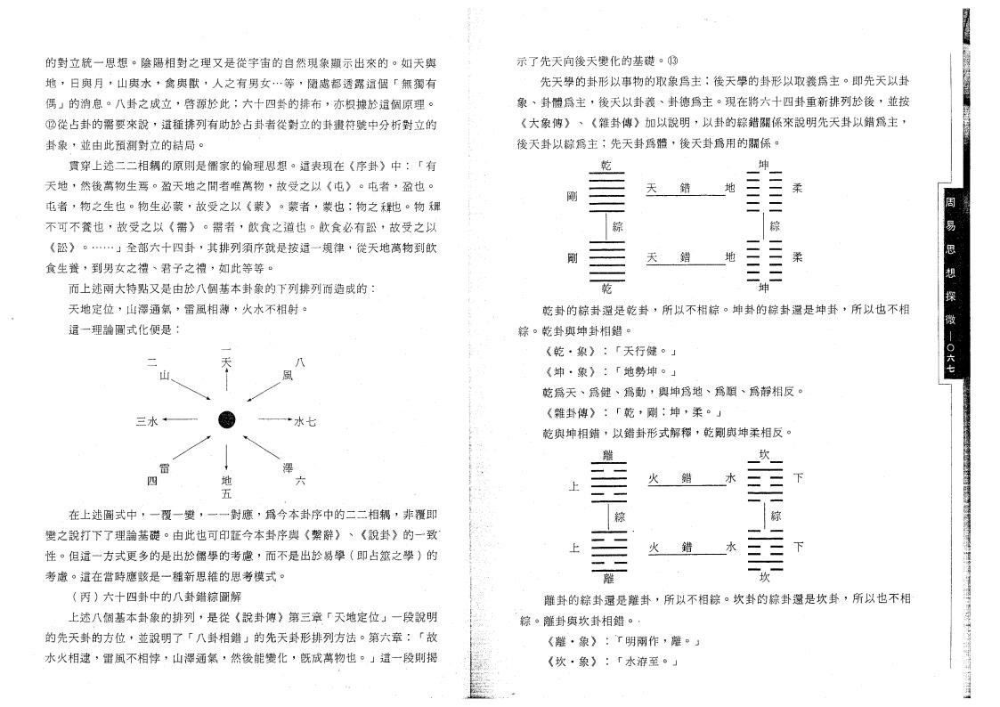 的對立統一思想。陰陽相對之理又是從宇宙的自然現象顯示出來的。如天與
地，日與月，山與水，禽與獸，人之有男女…等，隨處都透露這個「無獨有
偶」的消息。八卦之成立，啓源於此；六十四卦的排布，亦根據於這個原理。
⑫從占卦的需要來說，這種排列有助於占卦者從對立的卦畫符號中分析對立的
卦象，並由此預測對立的結局。
貫穿上述二二相耦的原則是儒家的倫理思想。這表現在《序卦》中：「有
天地，然後萬物生焉。盈天地之間者唯萬物，故受之以《屯》。屯者，盈也。
屯者，物之生也。物生必蒙，故受之以《蒙》。蒙者，蒙也；物之稺也。物稺
不可不養也，故受之以《需》。需者，飲食之道也。飲食必有訟，故受之以
《訟》。……」全部六十四卦，其排列須序就是按這一規律，從天地萬物到飲
食生養，到男女之禮、君子之禮，如此等等。
而上述兩大特點又是由於八個基本卦象的下列排列而造成的：
天地定位，山澤通氣，雷風相薄，火水不相射。
這一理論圖式化便是：
一
二 天 八
山 風
三水 水七
雷 澤
四 地 六
五
在上述圖式中，一覆一變，一一對應，爲今本卦序中的二二相耦，非覆即
變之說打下了理論基礎。由此也可印証今本卦序與《繫辭》、《說卦》的一致
性。但這一方式更多的是出於儒學的考慮，而不是出於易學（即占筮之學）的
考慮。這在當時應該是一種新思維的思考模式。
（丙）六十四卦中的八卦錯綜圖解
上述八個基本卦象的排列，是從《說卦傳》第三章「天地定位」一段說明
的先天卦的方位，並說明了「八卦相錯」的先天卦形排列方法。第六章：「故
水火相逮，雷風不相悖，山澤通氣，然後能變化，既成萬物也。」這一段則揭
示了先天向後天變化的基礎。⑬
先天學的卦形以事物的取象爲主；後天學的卦形以取義爲主。即先天以卦
象、卦體爲主，後天以卦義、卦德爲主。現在將六十四卦重新排列於後，並按
《大象傳》、《雜卦傳》加以說明，以卦的綜錯關係來說明先天卦以錯爲主，
後天卦以綜爲主；先天卦爲體，後天卦爲用的關係。
乾 坤
剛 天 錯 地 柔
綜 綜
剛 天 錯 地 柔
乾 坤
乾卦的綜卦還是乾卦，所以不相綜。坤卦的綜卦還是坤卦，所以也不相
綜。乾卦與坤卦相錯。
《乾·象》：「天行健。」
《坤·象》：「地勢坤。」
乾爲天、爲健、爲動，與坤爲地、爲順、爲靜相反。
《雜卦傳》：「乾，剛；坤，柔。」
乾與坤相錯，以錯卦形式解釋，乾剛與坤柔相反。
離 坎
上 火 錯 水 下
綜 綜
上 火 錯 水 下
離 坎
離卦的綜卦還是離卦，所以不相綜。坎卦的綜卦還是坎卦，所以也不相
綜。離卦與坎卦相錯。
《離·象》：「明兩作，離。」
《坎·象》：「水洊至。」
周易思想探微—〇六七